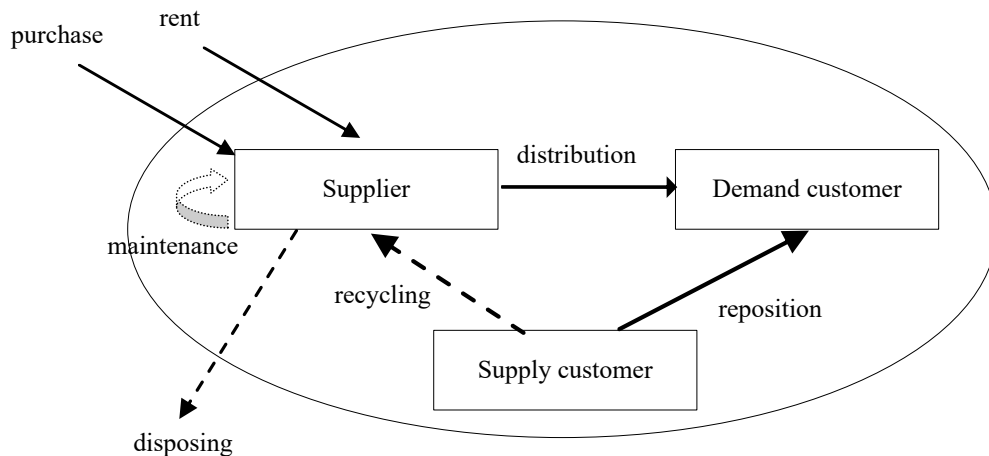 rent
purchase
distribution
Supplier
Demand customer
maintenance
recycling
reposition
Supply customer
disposing